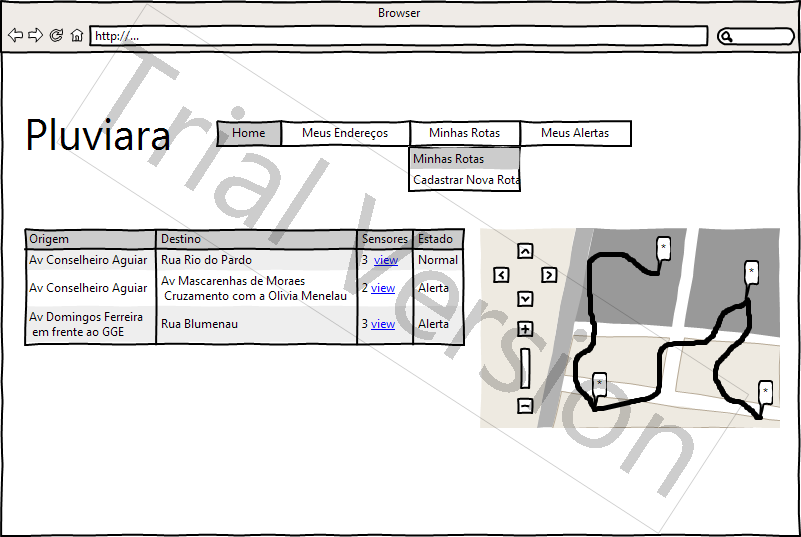 Browser
http://...
Pluviara
Home Meus Endereços Minhas Rotas Meus Alertas
Minhas Rotas
Cadastrar Nova Rota
Origem Destino Sensores Estado
Av Conselheiro Aguiar Rua Rio do Pardo 3 view Normal
Av Conselheiro Aguiar Av Mascarenhas de Moraes
Cruzamento com a Olivia Menelau 2 view Alerta
Av Domingos Ferreira
em frente ao GGE Rua Blumenau 3 view Alerta
* * * *
Trial Version